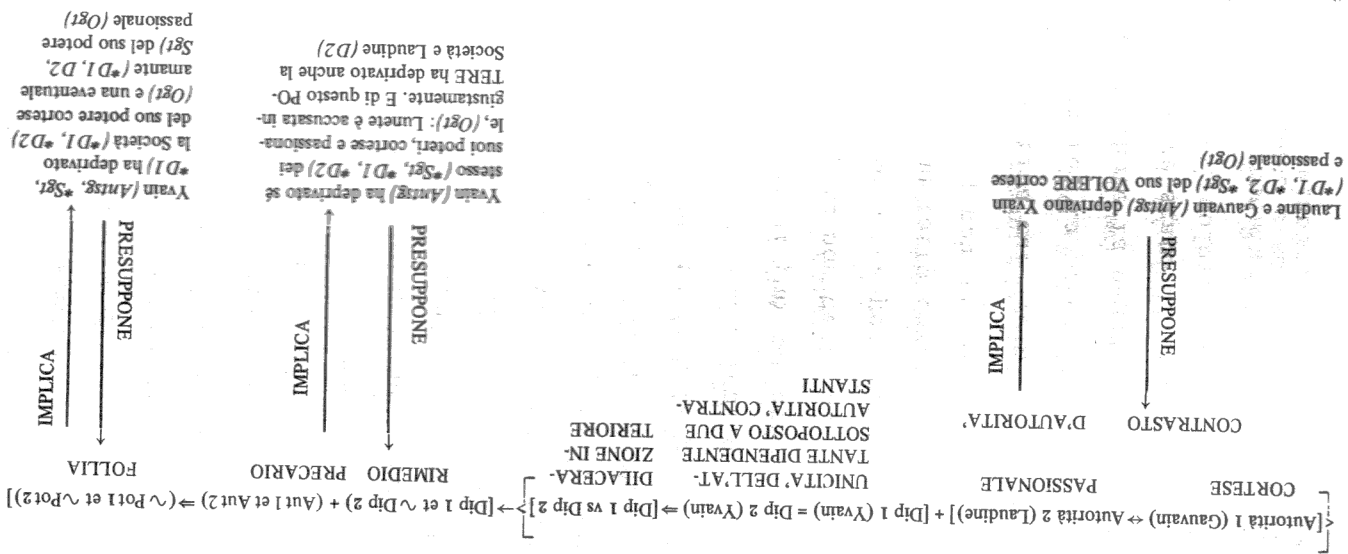 {[Autorità 1 (Gauvain) ↔ Autorità 2 (Laudine)] + [Dip 1 (Yvain) = Dip 2 (Yvain) ⇒ [Dip 1 vs Dip 2]} → [Dip 1 et ∼ Dip 2) + (Aut 1 et Aut 2) ⇒ (∼ Pot 1 et ∼ Pot 2)]
CORTESE PASSIONALE
CONTRASTO D'AUTORITA'
PRESUPPONE
IMPLICA
Laudine e Gauvain (Antsg) deprivano Yvain
(*D1, *D2, *Sgt) del suo VOLERE cortese
e passionale (Ogt)
UNICITA' DELL'AT-
TANTE DIPENDENTE
SOTTOPOSTO A DUE
AUTORITA' CONTRA-
STANTI
DILACERA-
ZIONE IN-
TERIORE
RIMEDIO PRECARIO
PRESUPPONE
IMPLICA
Yvain (Antsg) ha deprivato sé
stesso (*Sgt, *D1, *D2) dei
suoi poteri, cortese e passiona-
le, (Ogt): Lunete è accusata in-
giustamente. E di questo PO-
TERE ha deprivato anche la
Società e Laudine (D2)
FOLLIA
PRESUPPONE
IMPLICA
Yvain (Antsg, *Sgt,
*D1) ha deprivato
la Società (*D1, *D2)
del suo potere cortese
(Ogt) e una eventuale
amante (*D1, D2,
Sgt) del suo potere
passionale (Ogt)